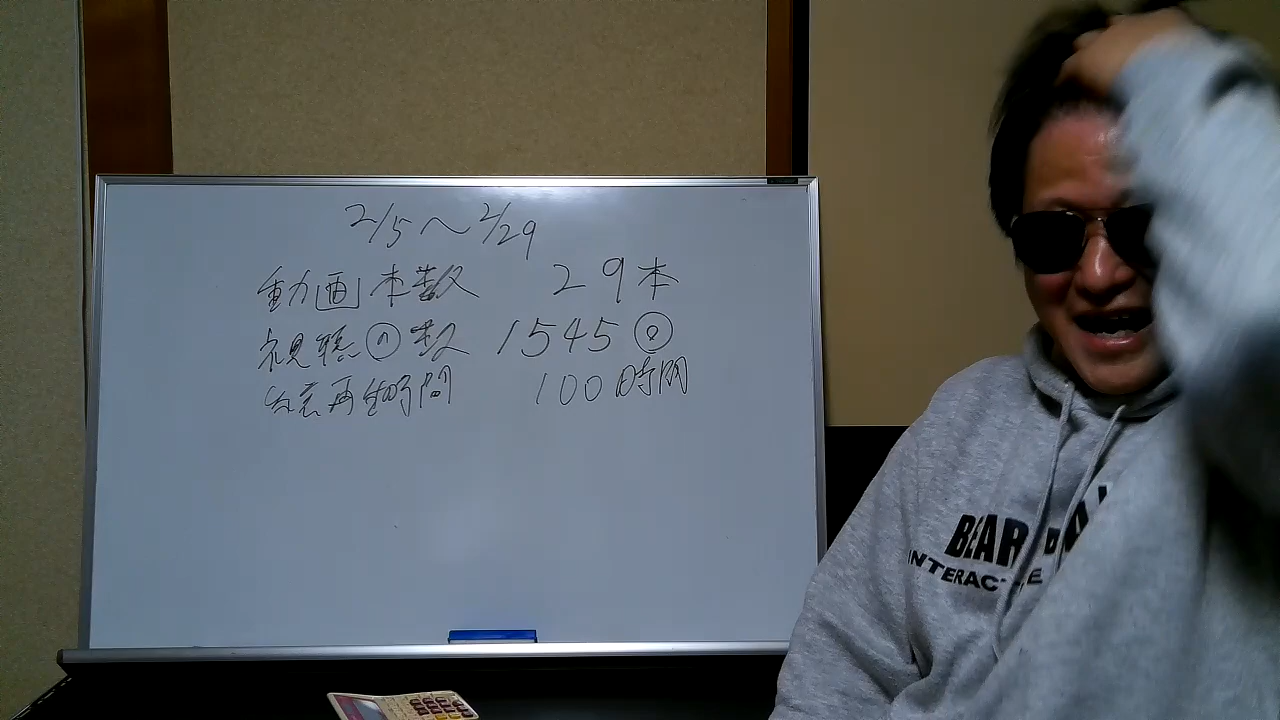 2/5～2/29
動画本数 29本
視聴回数 1545回
総再生時間 100時間
BEAR
INTERAC